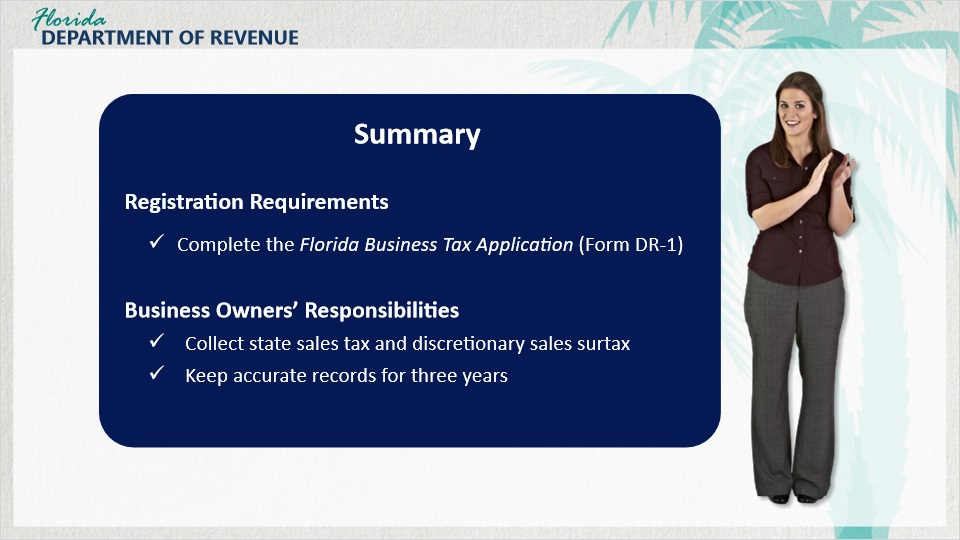 Florida
DEPARTMENT OF REVENUE
Summary
Registration Requirements
✓ Complete the Florida Business Tax Application (Form DR-1)
Business Owners’ Responsibilities
✓ Collect state sales tax and discretionary sales surtax
✓ Keep accurate records for three years